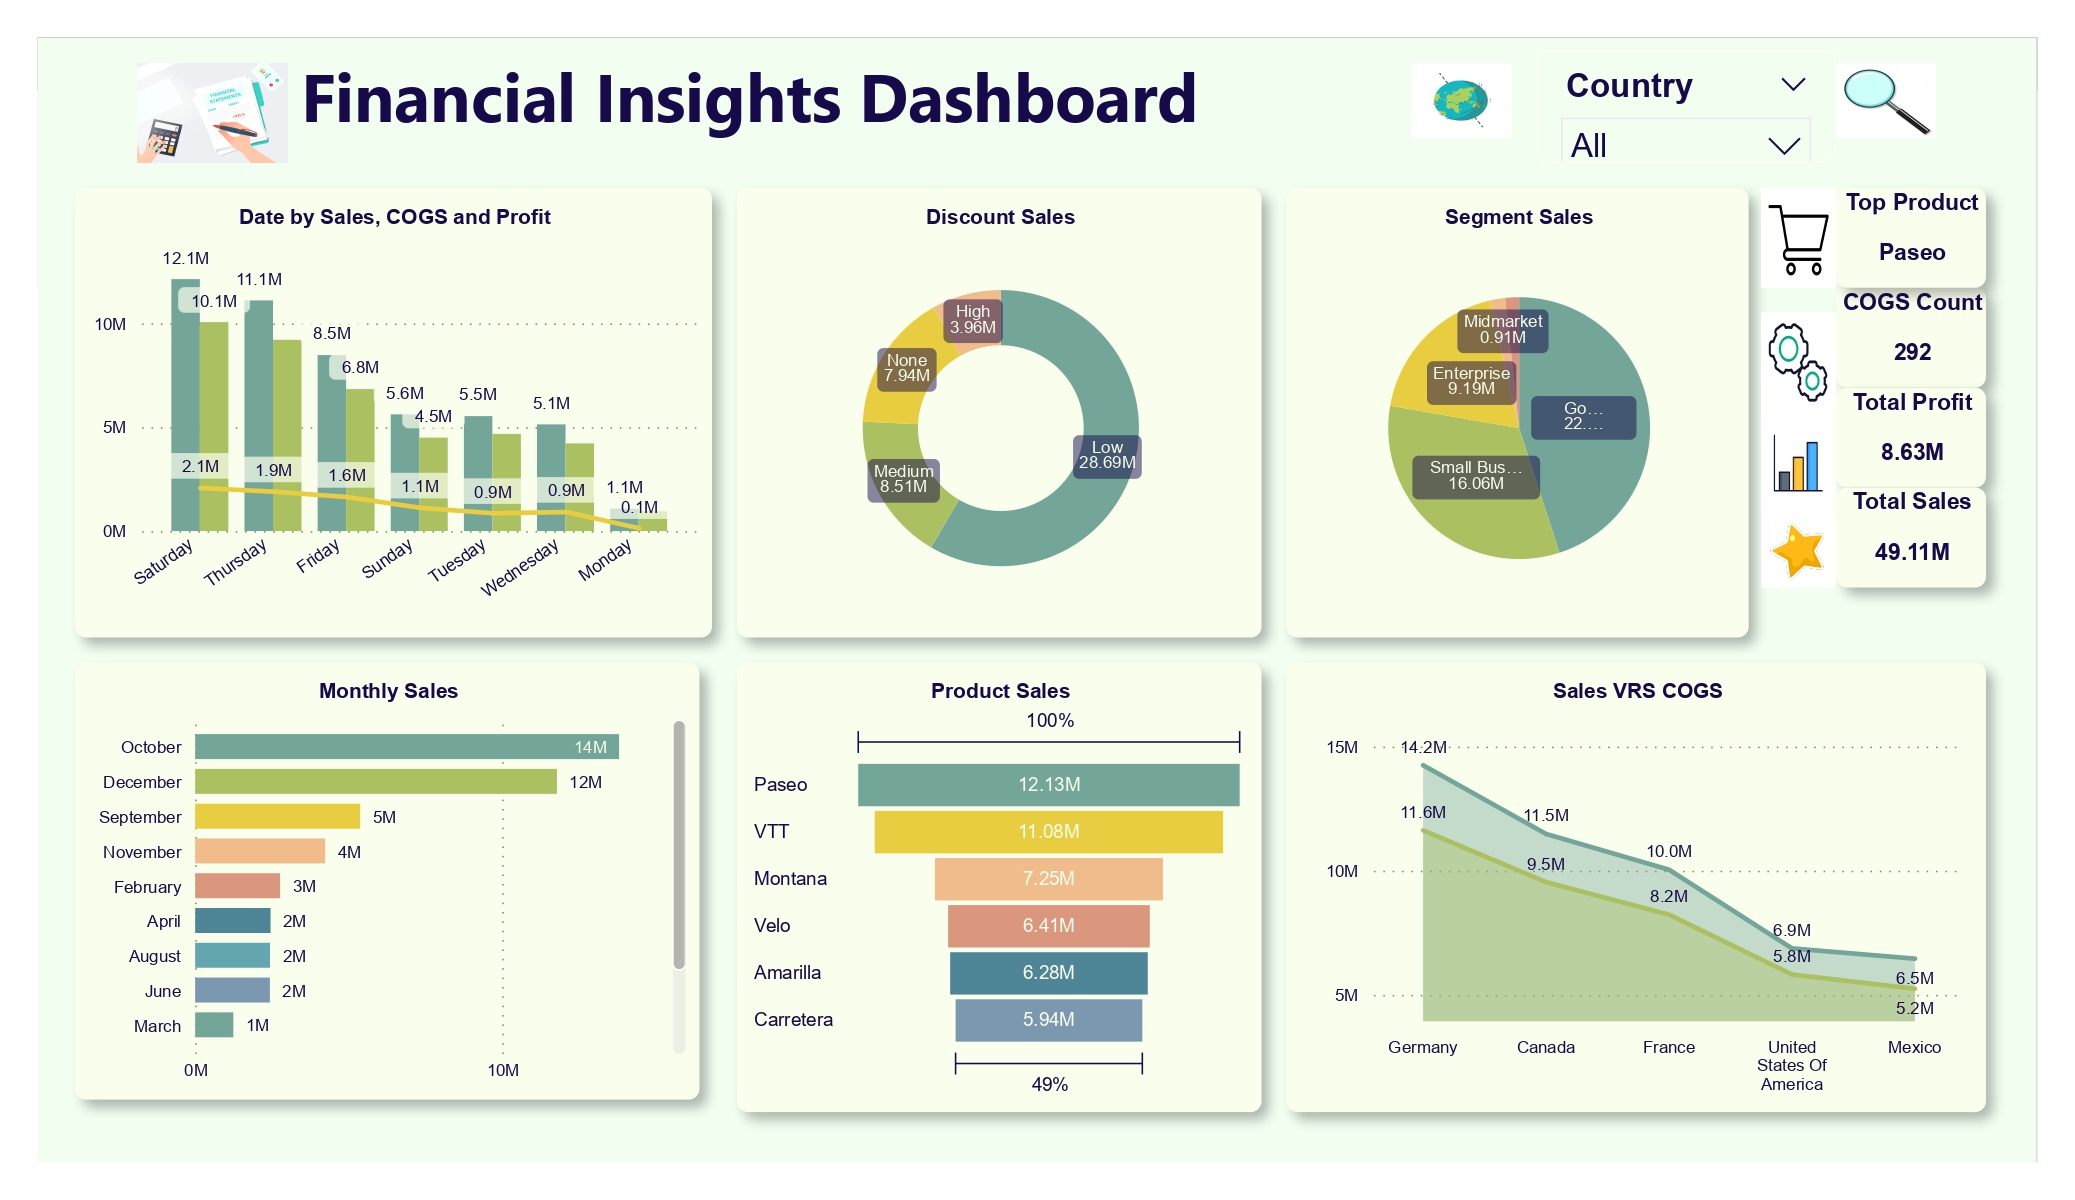 Financial Insights Dashboard
Country
All
FINANCIAL
STATEMENTS
Date by Sales, COGS and Profit
12.1M
11.1M
10.1M
8.5M
6.8M
5.6M
5.5M
5.1M
4.5M
2.1M
1.9M
1.6M
1.1M
0.9M
0.9M
1.1M
0.1M
10M
5M
0M
Saturday
Thursday
Friday
Sunday
Tuesday
Wednesday
Monday
Discount Sales
High
3.96M
None
7.94M
Low
28.69M
Medium
8.51M
Segment Sales
Midmarket
0.91M
Enterprise
9.19M
Go…
22.…
Small Bus…
16.06M
Top Product
Paseo
COGS Count
292
Total Profit
8.63M
Total Sales
49.11M
Monthly Sales
October 14M
December 12M
September 5M
November 4M
February 3M
April 2M
August 2M
June 2M
March 1M
0M 10M
Product Sales
100%
Paseo 12.13M
VTT 11.08M
Montana 7.25M
Velo 6.41M
Amarilla 6.28M
Carretera 5.94M
49%
Sales VRS COGS
15M
10M
5M
14.2M
11.6M
11.5M
9.5M
10.0M
8.2M
6.9M
5.8M
6.5M
5.2M
Germany
Canada
France
United
States Of
America
Mexico